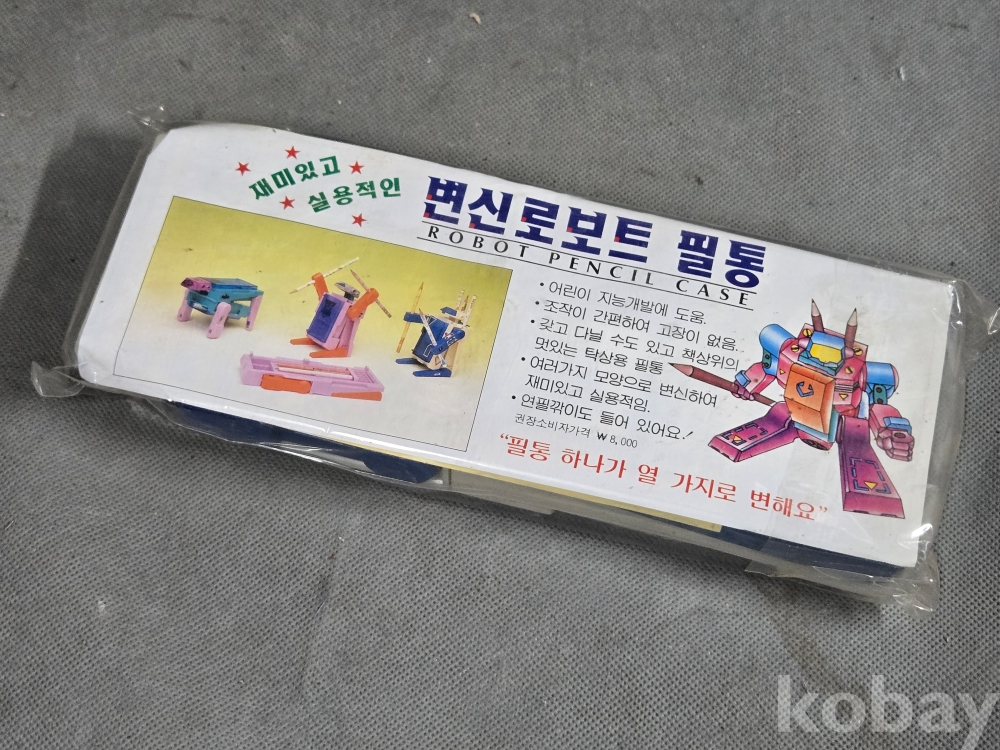 재미있고
실용적인
변신로보트 필통
ROBOT PENCIL CASE
• 어린이 지능개발에 도움.
• 조작이 간편하여 고장이 없음.
• 갖고 다닐 수도 있고 책상위의
멋있는 탁상용 필통
• 여러가지 모양으로 변신하여
재미있고 실용적임.
• 연필깎이도 들어 있어요!
권장소비자가격 ₩8,000
“필통 하나가 열 가지로 변해요”
kobay